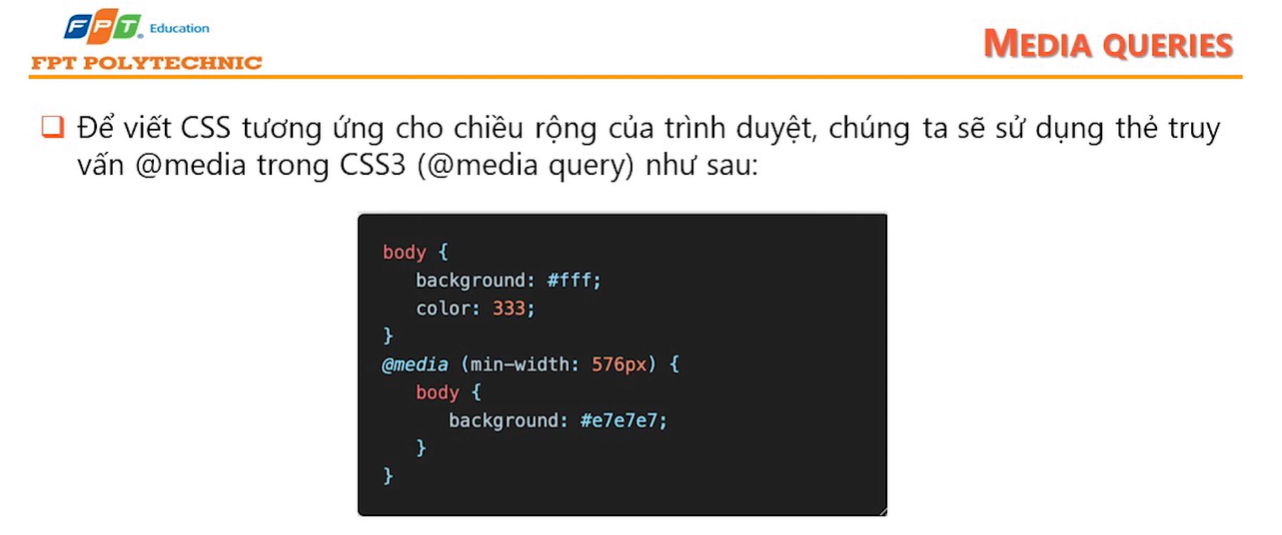 FPT. Education
FPT POLYTECHNIC
MEDIA QUERIES
Để viết CSS tương ứng cho chiều rộng của trình duyệt, chúng ta sẽ sử dụng thẻ truy
vấn @media trong CSS3 (@media query) như sau:
body {
background: #fff;
color: 333;
}
@media (min-width: 576px) {
body {
background: #e7e7e7;
}
}